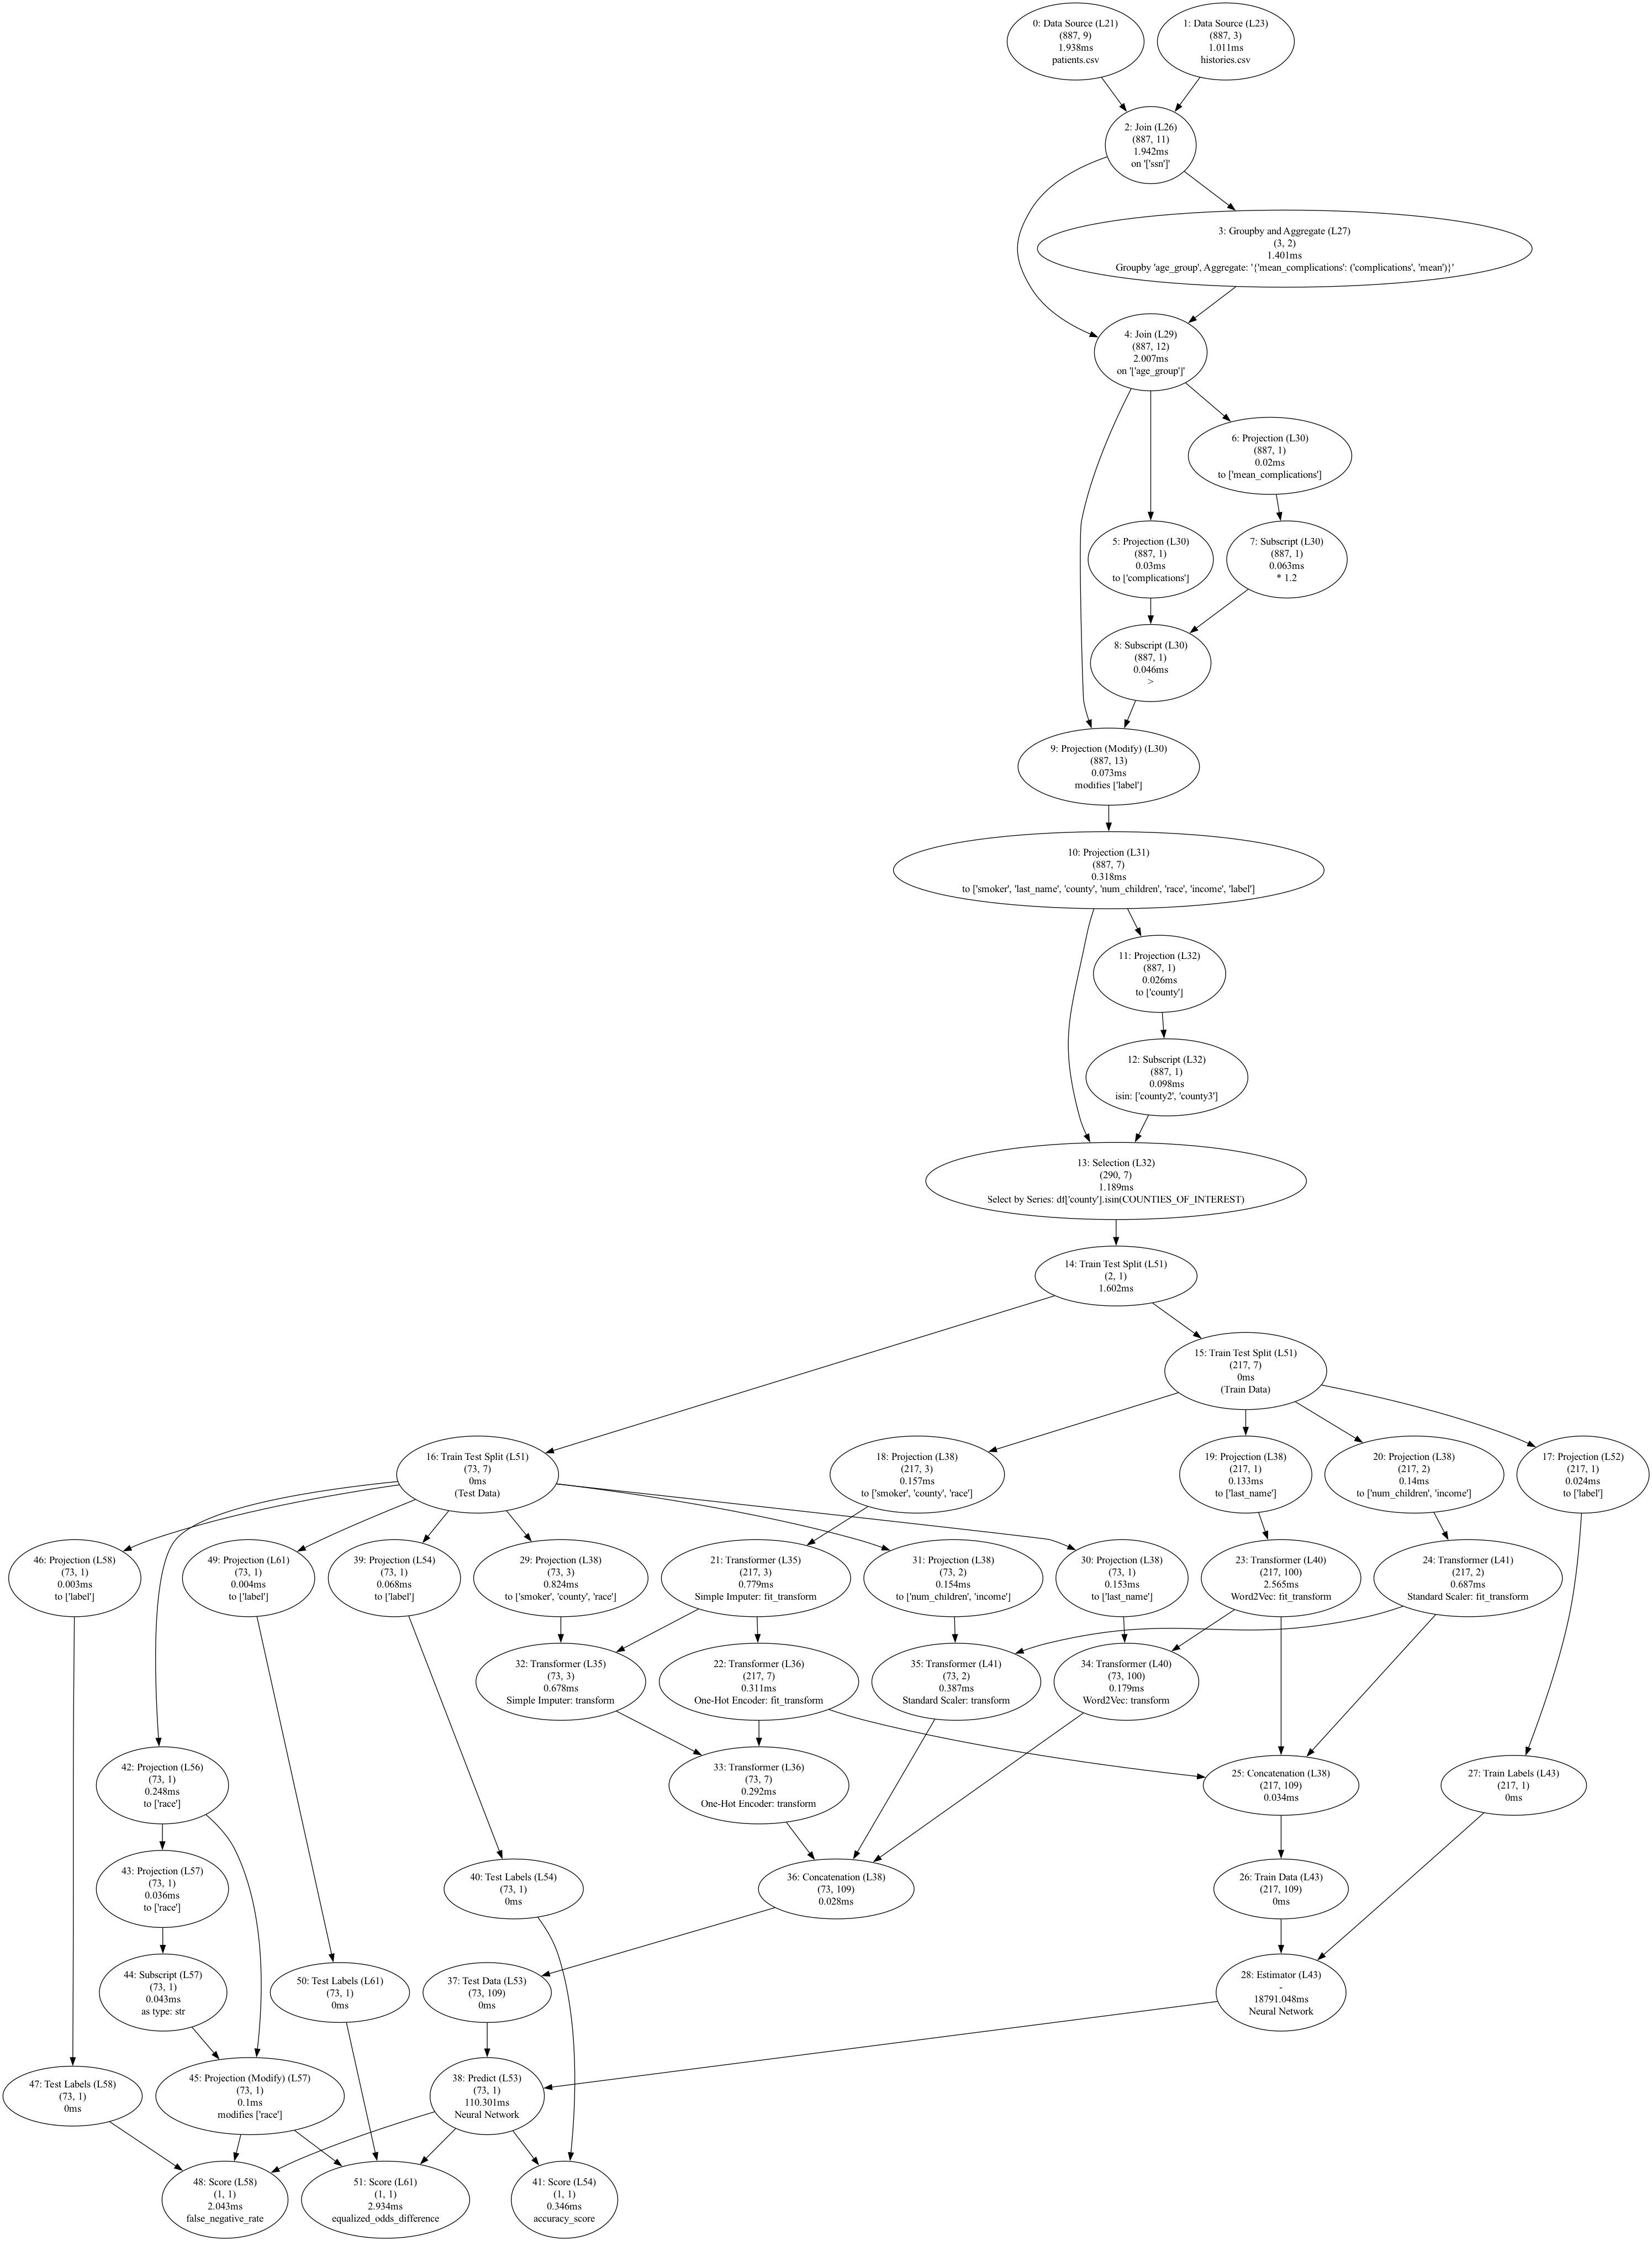 0: Data Source (L21)
(887, 9)
1.938ms
patients.csv
1: Data Source (L23)
(887, 3)
1.011ms
histories.csv
2: Join (L26)
(887, 11)
1.942ms
on '['ssn']'
3: Groupby and Aggregate (L27)
(3, 2)
1.401ms
Groupby 'age_group', Aggregate: '{'mean_complications': ('complications', 'mean')}'
4: Join (L29)
(887, 12)
2.007ms
on '['age_group']'
6: Projection (L30)
(887, 1)
0.02ms
to ['mean_complications']
5: Projection (L30)
(887, 1)
0.03ms
to ['complications']
7: Subscript (L30)
(887, 1)
0.063ms
* 1.2
8: Subscript (L30)
(887, 1)
0.046ms
>
9: Projection (Modify) (L30)
(887, 13)
0.073ms
modifies ['label']
10: Projection (L31)
(887, 7)
0.318ms
to ['smoker', 'last_name', 'county', 'num_children', 'race', 'income', 'label']
11: Projection (L32)
(887, 1)
0.026ms
to ['county']
12: Subscript (L32)
(887, 1)
0.098ms
isin: ['county2', 'county3']
13: Selection (L32)
(290, 7)
1.189ms
Select by Series: df['county'].isin(COUNTIES_OF_INTEREST)
14: Train Test Split (L51)
(2, 1)
1.602ms
15: Train Test Split (L51)
(217, 7)
0ms
(Train Data)
16: Train Test Split (L51)
(73, 7)
0ms
(Test Data)
18: Projection (L38)
(217, 3)
0.157ms
to ['smoker', 'county', 'race']
19: Projection (L38)
(217, 1)
0.133ms
to ['last_name']
20: Projection (L38)
(217, 2)
0.14ms
to ['num_children', 'income']
17: Projection (L52)
(217, 1)
0.024ms
to ['label']
46: Projection (L58)
(73, 1)
0.003ms
to ['label']
49: Projection (L61)
(73, 1)
0.004ms
to ['label']
39: Projection (L54)
(73, 1)
0.068ms
to ['label']
29: Projection (L38)
(73, 3)
0.824ms
to ['smoker', 'county', 'race']
21: Transformer (L35)
(217, 3)
0.779ms
Simple Imputer: fit_transform
31: Projection (L38)
(73, 2)
0.154ms
to ['num_children', 'income']
30: Projection (L38)
(73, 1)
0.153ms
to ['last_name']
23: Transformer (L40)
(217, 100)
2.565ms
Word2Vec: fit_transform
24: Transformer (L41)
(217, 2)
0.687ms
Standard Scaler: fit_transform
32: Transformer (L35)
(73, 3)
0.678ms
Simple Imputer: transform
22: Transformer (L36)
(217, 7)
0.311ms
One-Hot Encoder: fit_transform
35: Transformer (L41)
(73, 2)
0.387ms
Standard Scaler: transform
34: Transformer (L40)
(73, 100)
0.179ms
Word2Vec: transform
42: Projection (L56)
(73, 1)
0.248ms
to ['race']
33: Transformer (L36)
(73, 7)
0.292ms
One-Hot Encoder: transform
25: Concatenation (L38)
(217, 109)
0.034ms
27: Train Labels (L43)
(217, 1)
0ms
43: Projection (L57)
(73, 1)
0.036ms
to ['race']
40: Test Labels (L54)
(73, 1)
0ms
36: Concatenation (L38)
(73, 109)
0.028ms
26: Train Data (L43)
(217, 109)
0ms
44: Subscript (L57)
(73, 1)
0.043ms
as type: str
50: Test Labels (L61)
(73, 1)
0ms
37: Test Data (L53)
(73, 109)
0ms
28: Estimator (L43)
-
18791.048ms
Neural Network
47: Test Labels (L58)
(73, 1)
0ms
45: Projection (Modify) (L57)
(73, 1)
0.1ms
modifies ['race']
38: Predict (L53)
(73, 1)
110.301ms
Neural Network
48: Score (L58)
(1, 1)
2.043ms
false_negative_rate
51: Score (L61)
(1, 1)
2.934ms
equalized_odds_difference
41: Score (L54)
(1, 1)
0.346ms
accuracy_score